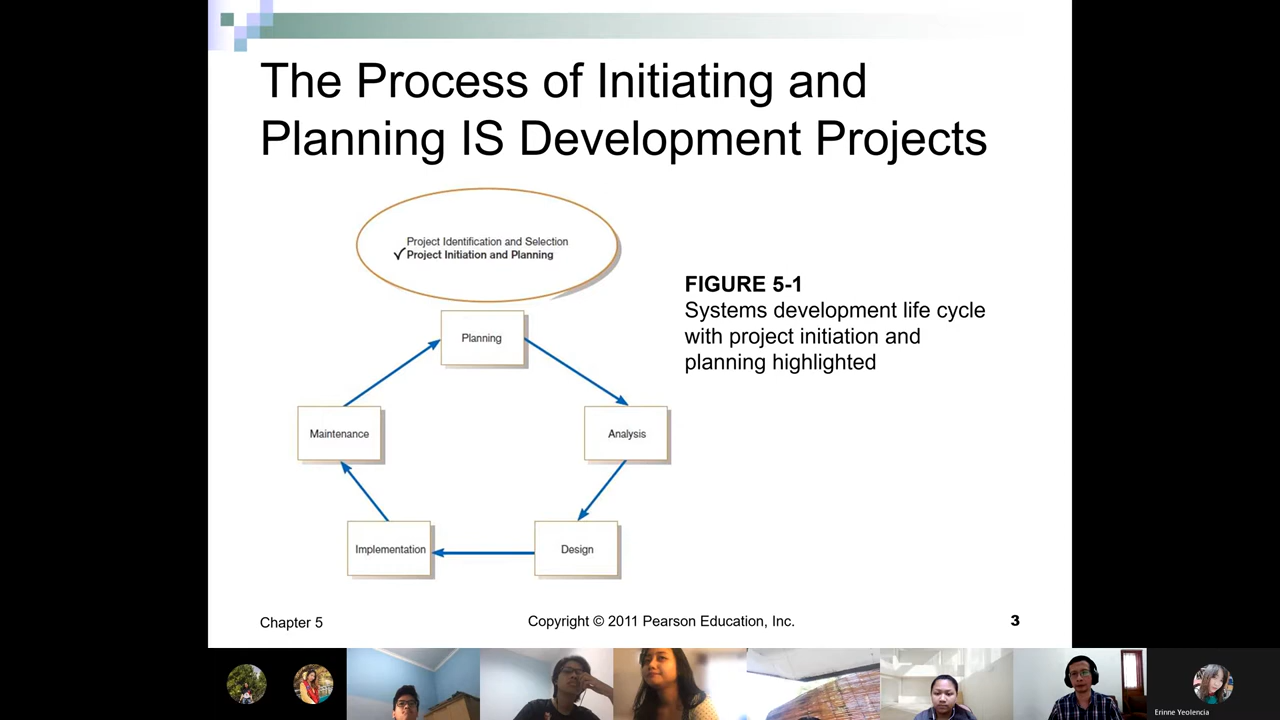 The Process of Initiating and
Planning IS Development Projects
Project Identification and Selection
✓Project Initiation and Planning
FIGURE 5-1
Systems development life cycle
with project initiation and
planning highlighted
Planning
Maintenance
Analysis
Implementation
Design
Chapter 5
Copyright © 2011 Pearson Education, Inc.
3
Erinne Yeolencia